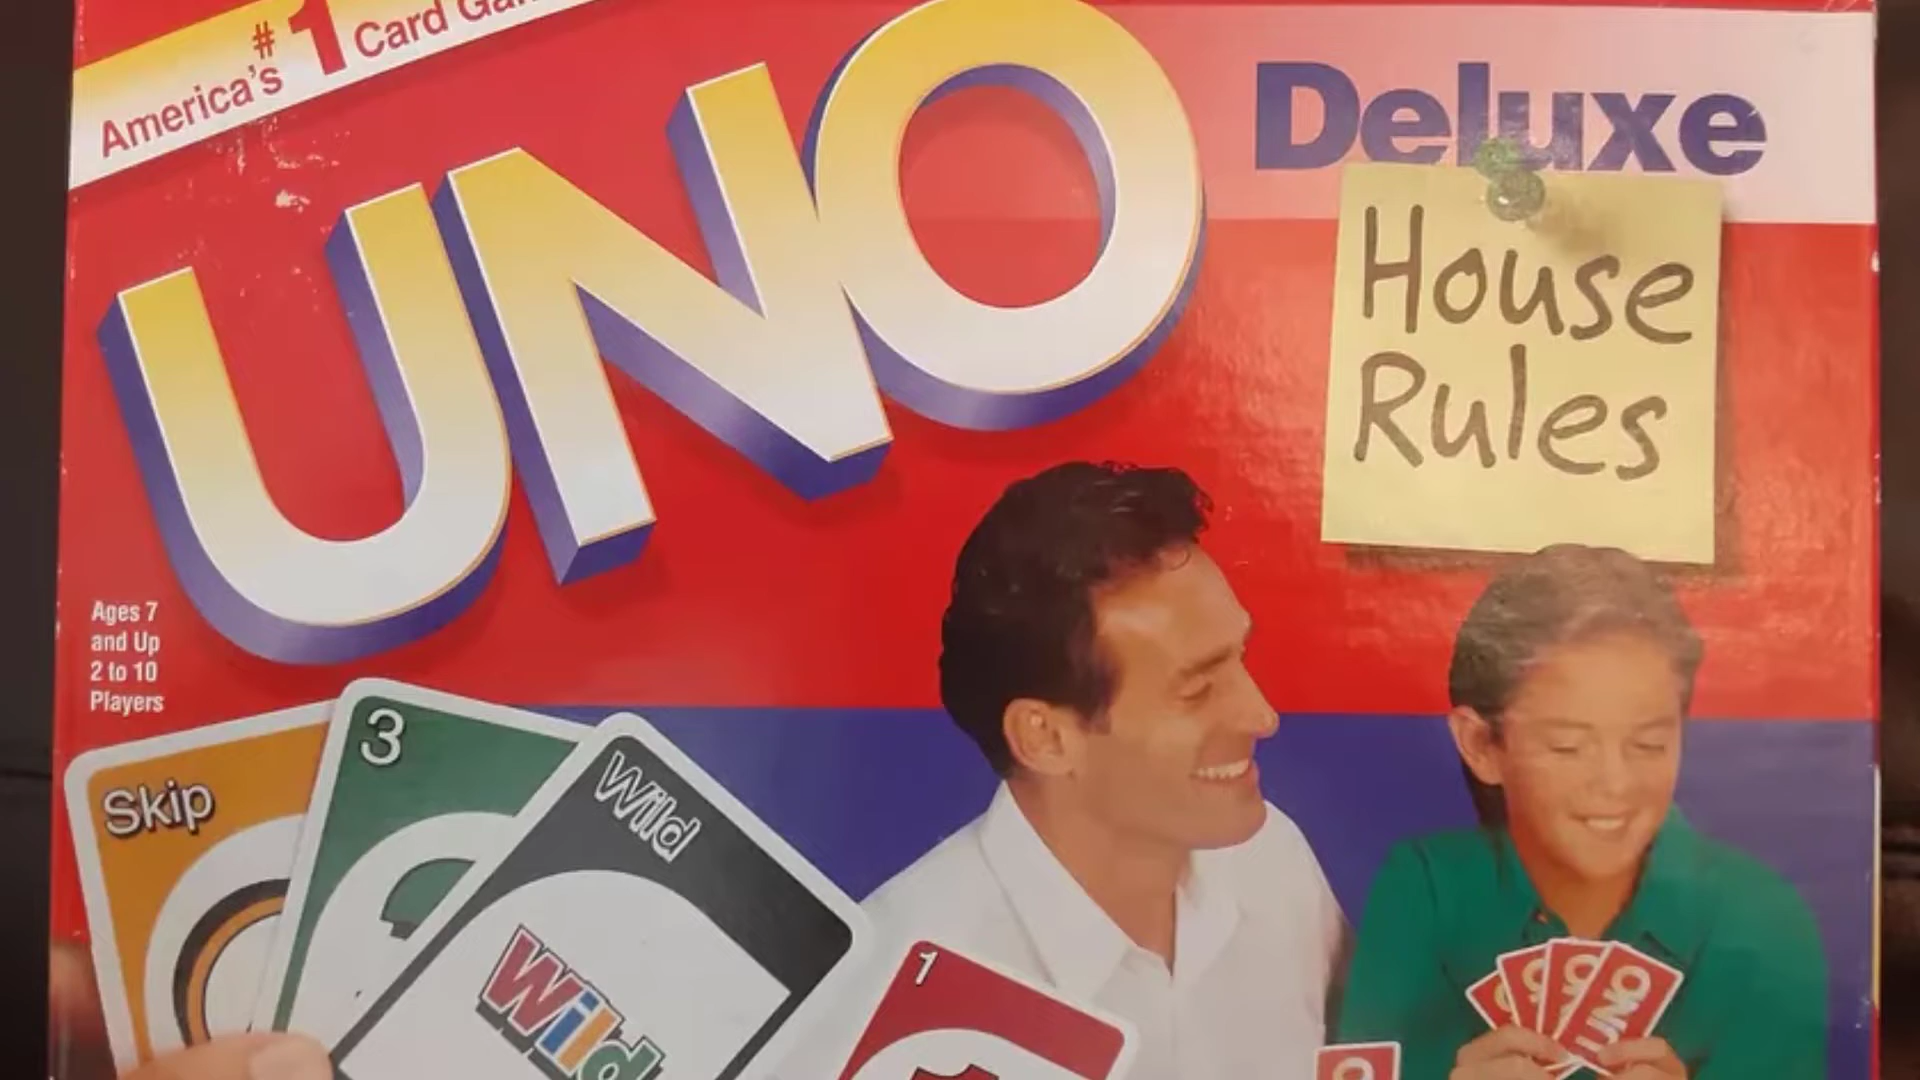 America's #1 Card
UNO
Deluxe
House
Rules
Ages 7
and Up
2 to 10
Players
Skip
3
Wild
Wild
1
UNO